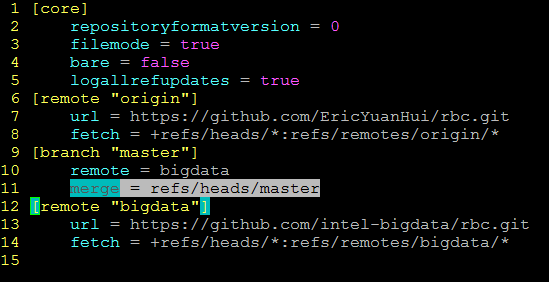 1 [core]
2     repositoryformatversion = 0
3     filemode = true
4     bare = false
5     logallrefupdates = true
6 [remote "origin"]
7     url = https://github.com/EricYuanHui/rbc.git
8     fetch = +refs/heads/*:refs/remotes/origin/*
9 [branch "master"]
10     remote = bigdata
11     merge = refs/heads/master
12 [remote "bigdata"]
13     url = https://github.com/intel-bigdata/rbc.git
14     fetch = +refs/heads/*:refs/remotes/bigdata/*
15